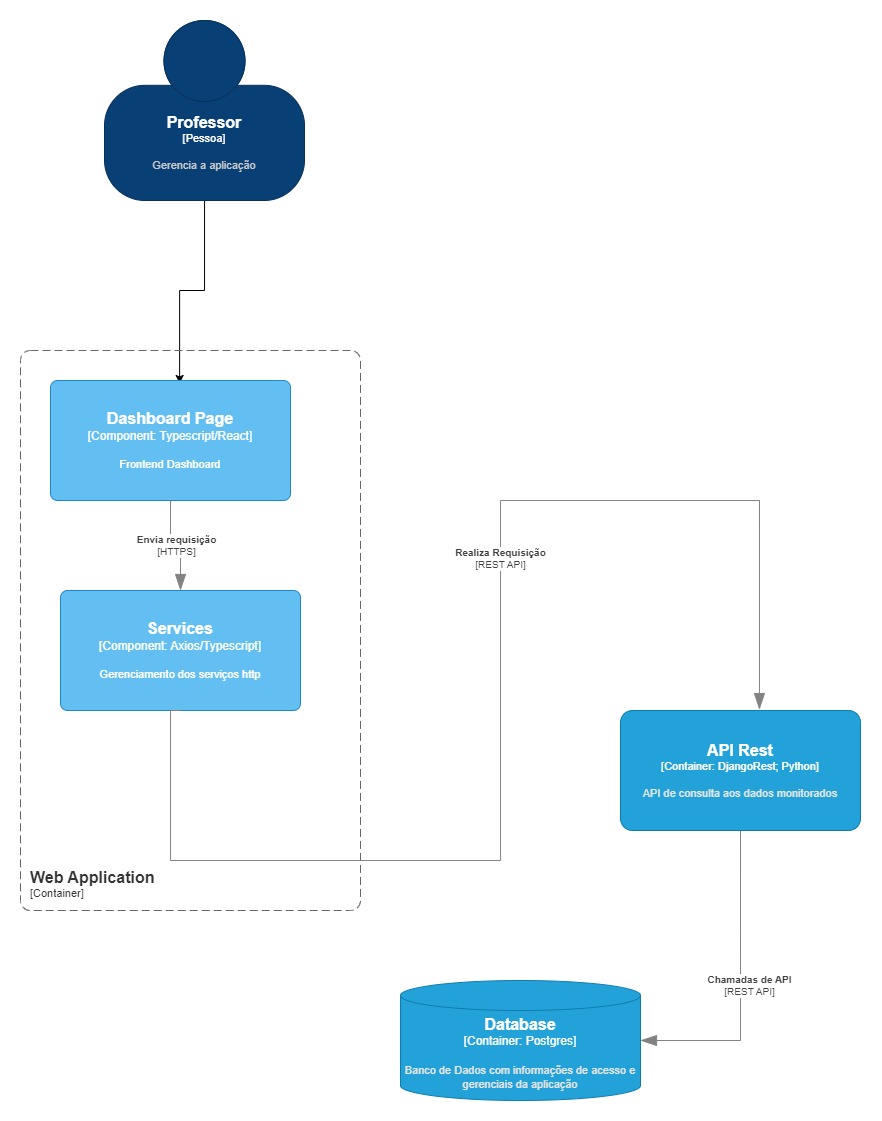 Professor
[Pessoa]
Gerencia a aplicação
Dashboard Page
[Component: Typescript/React]
Frontend Dashboard
Envia requisição
[HTTPS]
Services
[Component: Axios/Typescript]
Gerenciamento dos serviços http
Web Application
[Container]
Realiza Requisição
[REST API]
API Rest
[Container: DjangoRest; Python]
API de consulta aos dados monitorados
Chamadas de API
[REST API]
Database
[Container: Postgres]
Banco de Dados com informações de acesso e
gerenciais da aplicação